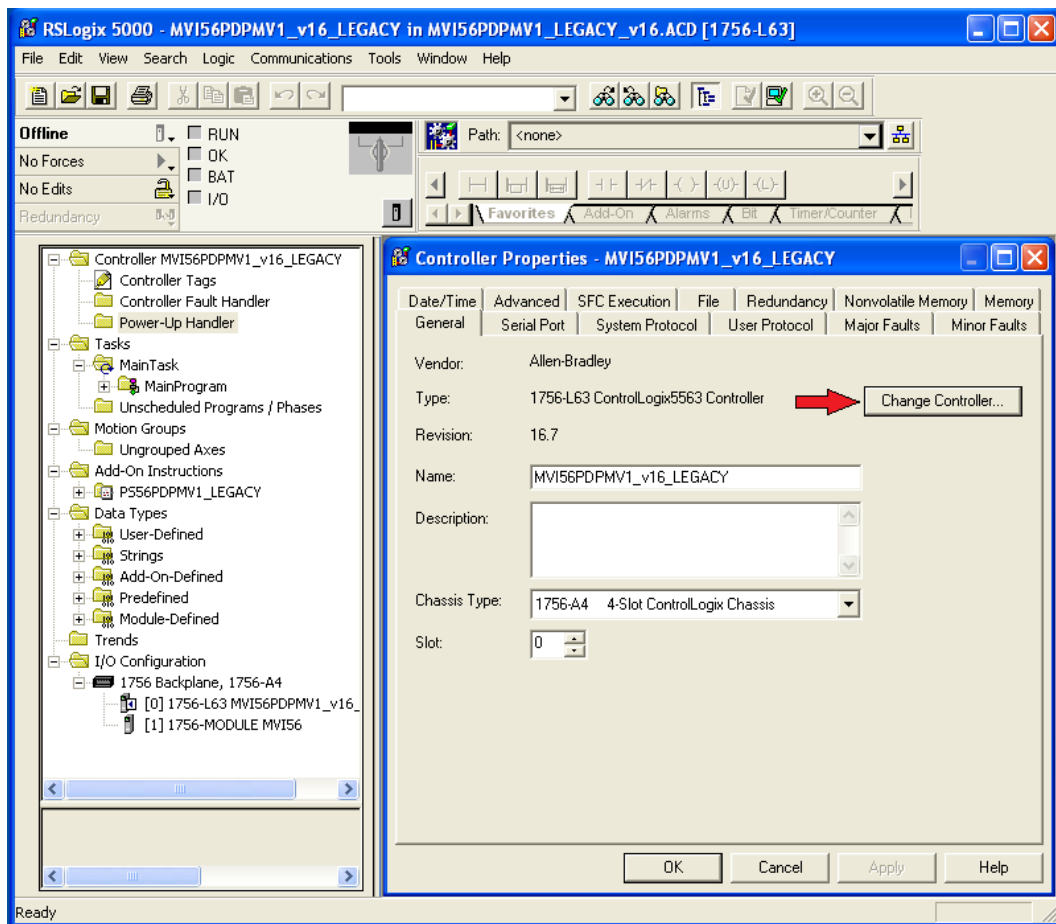 RSLogix 5000 - MVI56PDPMV1_v16_LEGACY in MVI56PDPMV1_LEGACY_v16.ACD [1756-L63]
File Edit View Search Logic Communications Tools Window Help
Offline
RUN
No Forces
OK
No Edits
BAT
I/O
Redundancy
Path: <none>
Favorites Add-On Alarms Bit Timer/Counter
Controller MVI56PDPMV1_v16_LEGACY
Controller Tags
Controller Fault Handler
Power-Up Handler
Tasks
MainTask
MainProgram
Unscheduled Programs / Phases
Motion Groups
Ungrouped Axes
Add-On Instructions
PS56PDPMV1_LEGACY
Data Types
User-Defined
Strings
Add-On-Defined
Predefined
Module-Defined
Trends
I/O Configuration
1756 Backplane, 1756-A4
[0] 1756-L63 MVI56PDPMV1_v16_
[1] 1756-MODULE MVI56
Controller Properties - MVI56PDPMV1_v16_LEGACY
Date/Time Advanced SFC Execution File Redundancy Nonvolatile Memory Memory
General Serial Port System Protocol User Protocol Major Faults Minor Faults
Vendor: Allen-Bradley
Type: 1756-L63 ControlLogix5563 Controller Change Controller...
Revision: 16.7
Name: MVI56PDPMV1_v16_LEGACY
Description:
Chassis Type: 1756-A4 4-Slot ControlLogix Chassis
Slot: 0
OK Cancel Apply Help
Ready